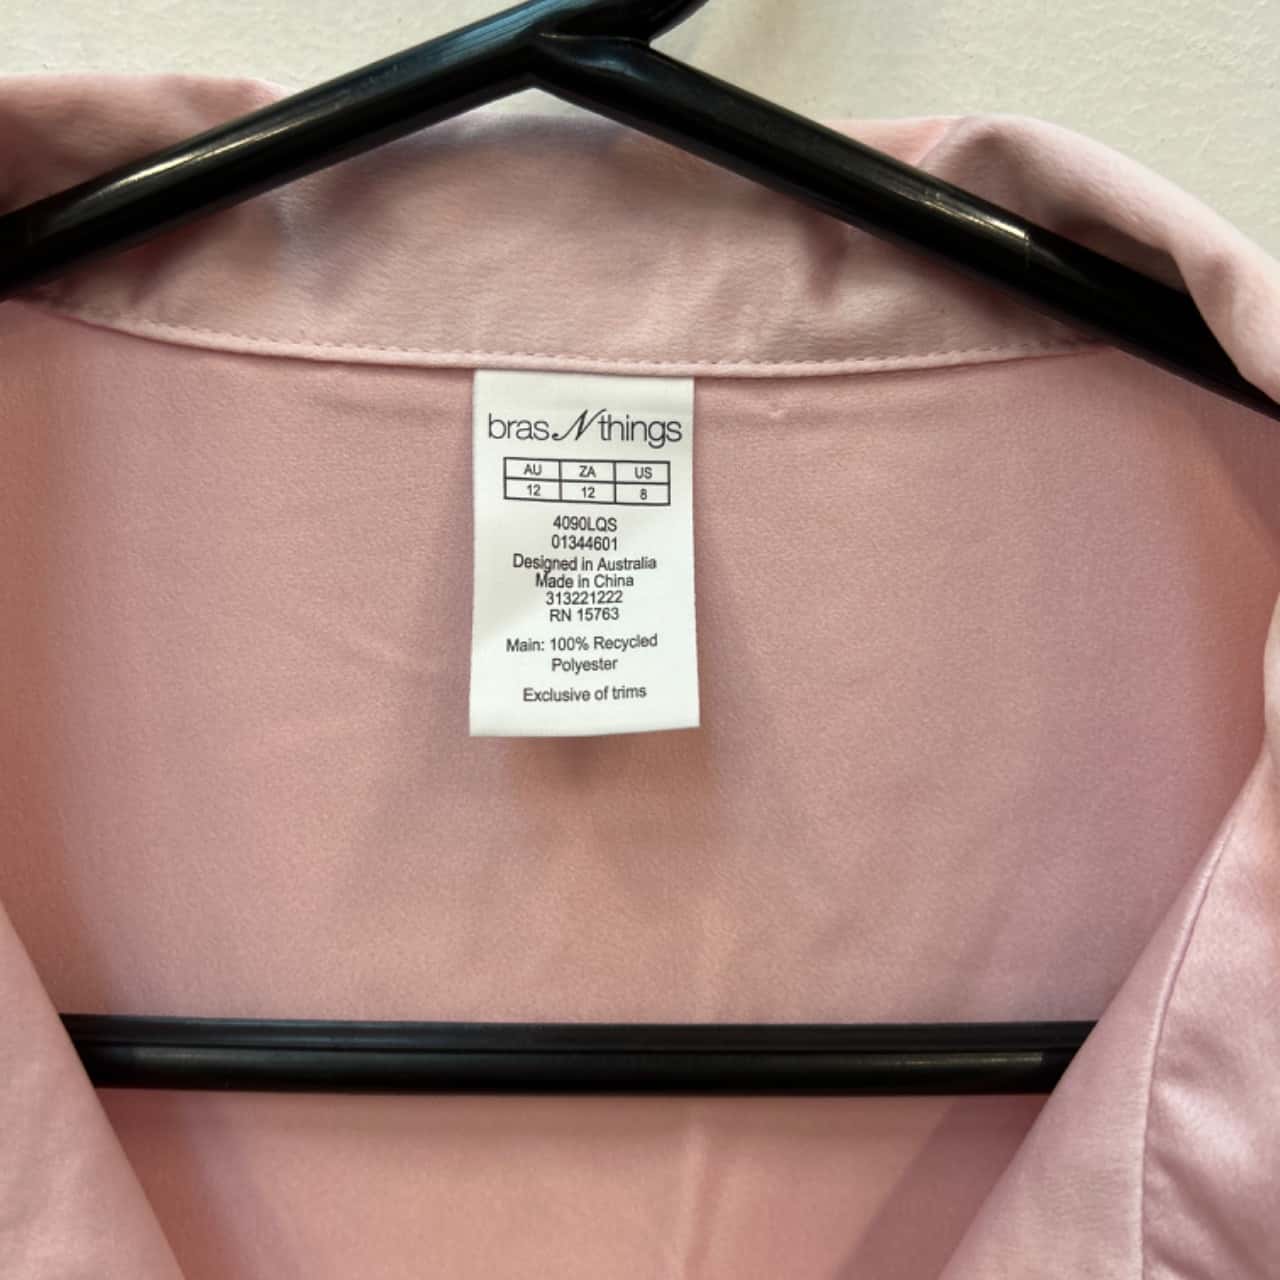 bras N things
AU ZA US
12 12 8
4090LQS
01344601
Designed in Australia
Made in China
313221222
RN 15763
Main: 100% Recycled
Polyester
Exclusive of trims